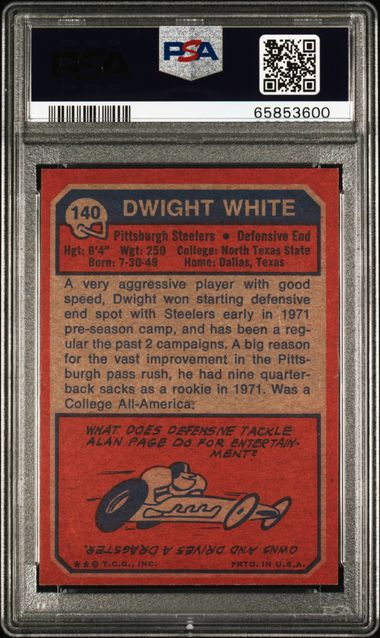 PSA
PSA
65853600
140
DWIGHT WHITE
Pittsburgh Steelers • Defensive End
Hgt: 6'4" Wgt: 250 College: North Texas State
Born: 7-30-49 Home: Dallas, Texas
A very aggressive player with good
speed, Dwight won starting defensive
end spot with Steelers early in 1971
pre-season camp, and has been a reg-
ular the past 2 campaigns. A big reason
for the vast improvement in the Pitts-
burgh pass rush, he had nine quarter-
back sacks as a rookie in 1971. Was a
College All-America.
WHAT DOES DEFENSIVE TACKLE
ALAN PAGE DO FOR ENTERTAIN-
MENT?
OWNS AND DRIVES A DRAGSTER.
★★© T.C.G., INC. PRTD. IN U.S.A.